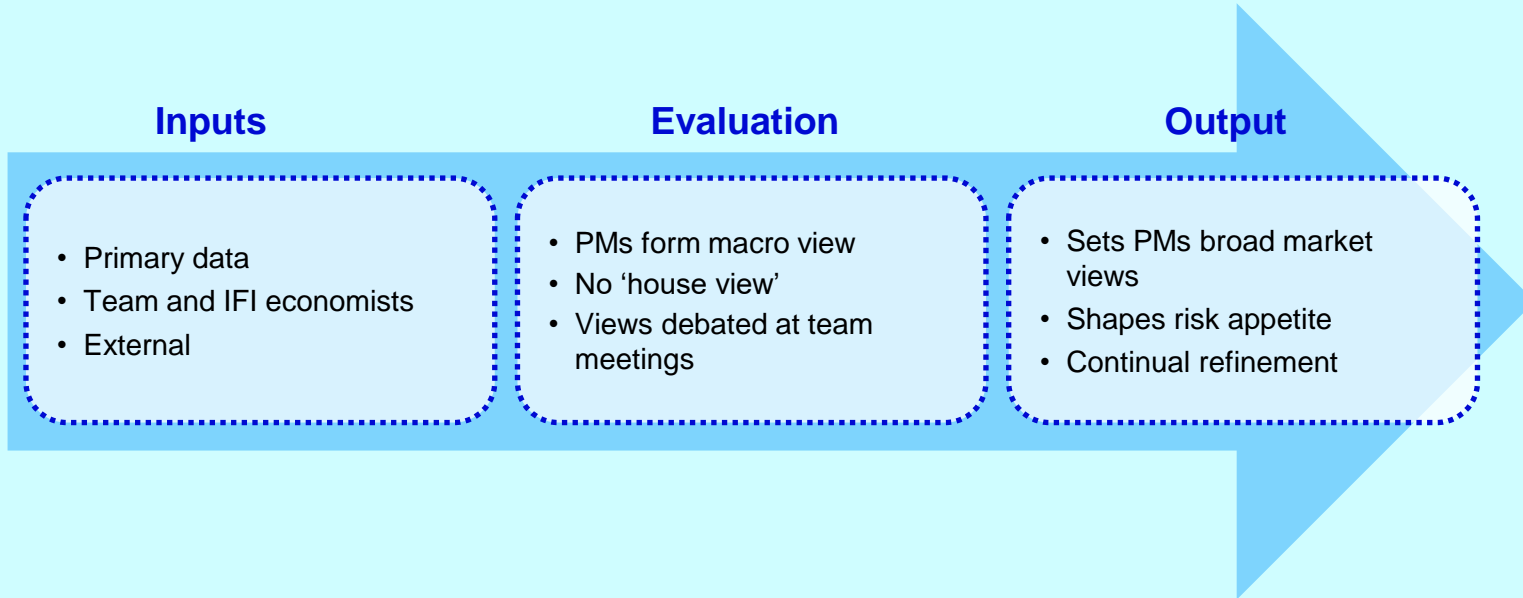 Inputs
• Primary data
• Team and IFI economists
• External
Evaluation
• PMs form macro view
• No ‘house view’
• Views debated at team
meetings
Output
• Sets PMs broad market
views
• Shapes risk appetite
• Continual refinement